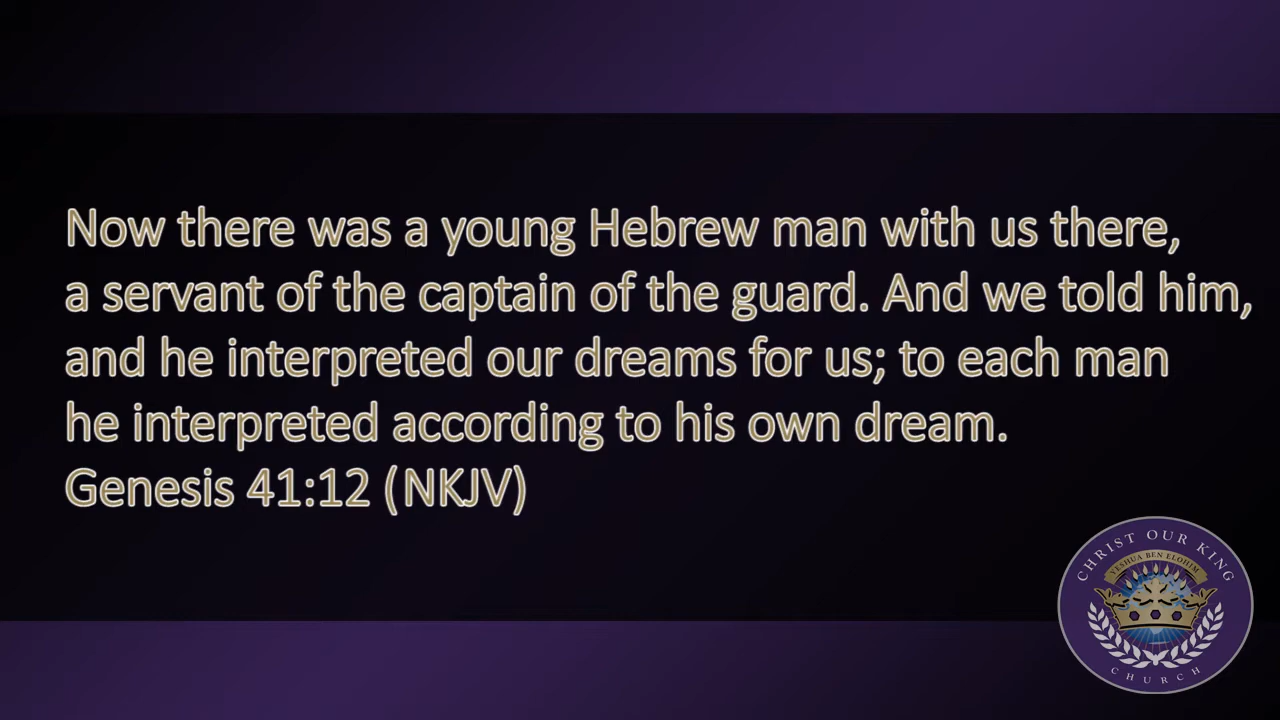 Now there was a young Hebrew man with us there,
a servant of the captain of the guard. And we told him,
and he interpreted our dreams for us; to each man
he interpreted according to his own dream.
Genesis 41:12 (NKJV)
CHRIST OUR KING
YESHUA BEN ELOHIM
CHURCH